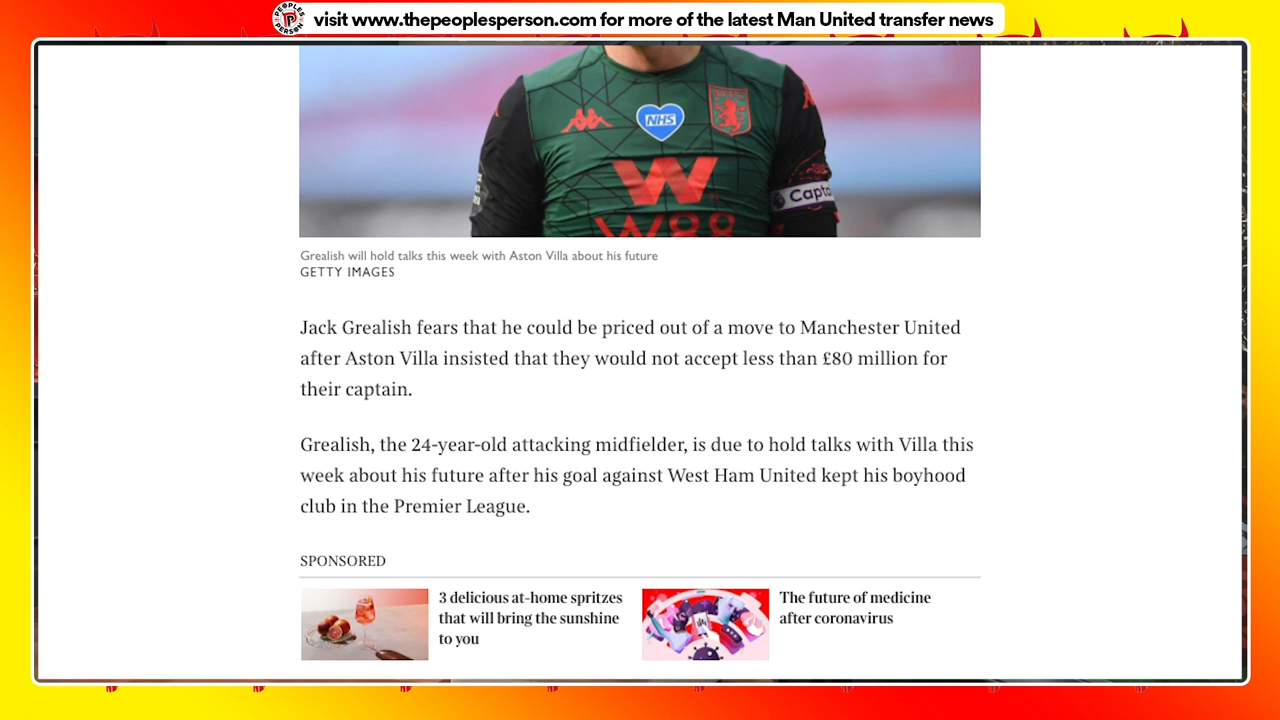 PEOPLES PERSON
visit www.thepeoplesperson.com for more of the latest Man United transfer news
NHS
Capta
W88
Grealish will hold talks this week with Aston Villa about his future
GETTY IMAGES
Jack Grealish fears that he could be priced out of a move to Manchester United
after Aston Villa insisted that they would not accept less than £80 million for
their captain.
Grealish, the 24-year-old attacking midfielder, is due to hold talks with Villa this
week about his future after his goal against West Ham United kept his boyhood
club in the Premier League.
SPONSORED
3 delicious at-home spritzes
that will bring the sunshine
to you
The future of medicine
after coronavirus